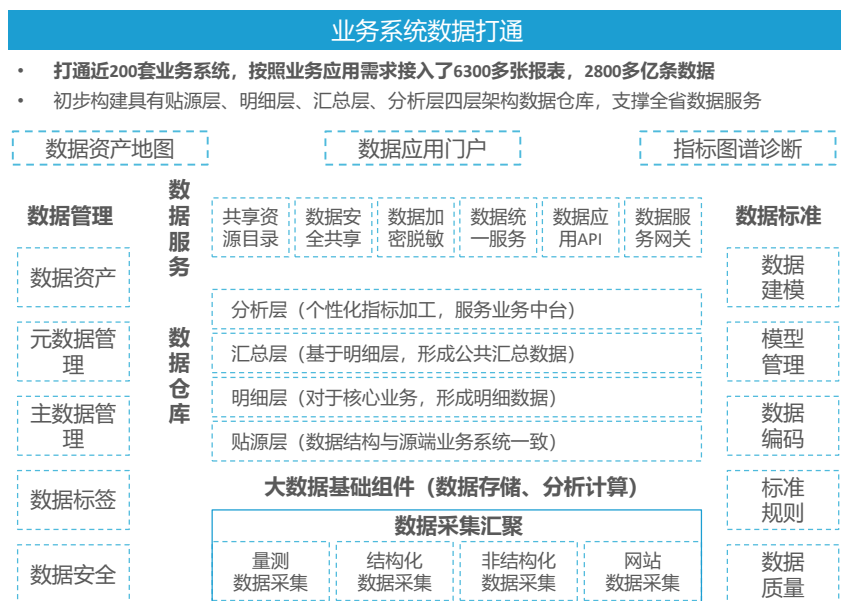 业务系统数据打通
• 打通近200套业务系统，按照业务应用需求接入了6300多张报表，2800多亿条数据
• 初步构建具有贴源层、明细层、汇总层、分析层四层架构数据仓库，支撑全省数据服务
数据资产地图
数据应用门户
指标图谱诊断
数据管理
数据资产
元数据管
理
主数据管
理
数据标签
数据安全
数
据
服
务
共享资
源目录
数据安
全共享
数据加
密脱敏
数据统
一服务
数据应
用API
数据服
务网关
数
据
仓
库
分析层（个性化指标加工，服务业务中台）
汇总层（基于明细层，形成公共汇总数据）
明细层（对于核心业务，形成明细数据）
贴源层（数据结构与源端业务系统一致）
大数据基础组件（数据存储、分析计算）
数据采集汇聚
量测
数据采集
结构化
数据采集
非结构化
数据采集
网站
数据采集
数据标准
数据
建模
模型
管理
数据
编码
标准
规则
数据
质量